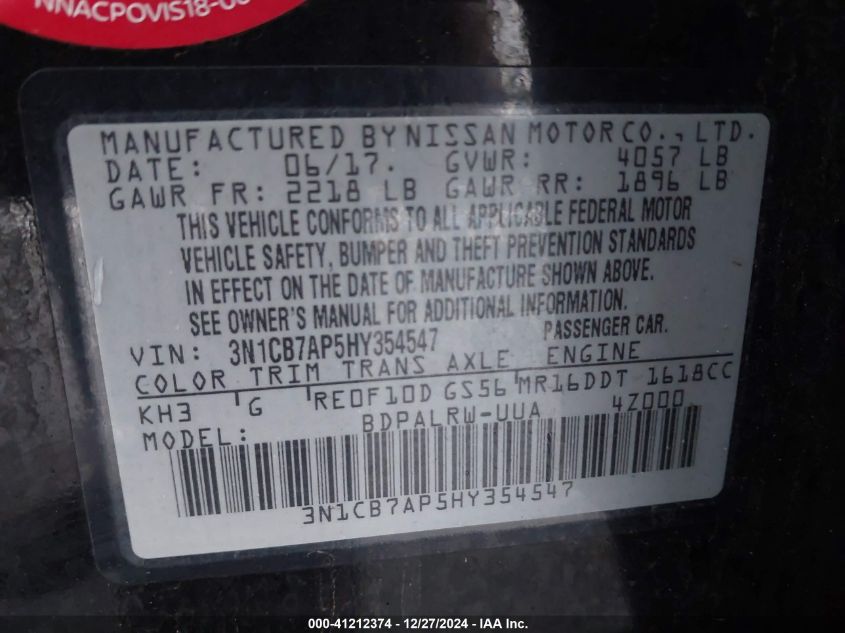 NNACPOVIS18-00
MANUFACTURED BY NISSAN MOTOR CO., LTD.
DATE: 06/17. GVWR: 4057 LB
GAWR FR: 2218 LB GAWR RR: 1896 LB
THIS VEHICLE CONFORMS TO ALL APPLICABLE FEDERAL MOTOR
VEHICLE SAFETY, BUMPER AND THEFT PREVENTION STANDARDS
IN EFFECT ON THE DATE OF MANUFACTURE SHOWN ABOVE.
SEE OWNER'S MANUAL FOR ADDITIONAL INFORMATION.
VIN: 3N1CB7AP5HY354547 PASSENGER CAR.
COLOR TRIM TRANS AXLE ENGINE
KH3 G RE0F10D GS56 MR16DDT 1618CC
MODEL: BDPALRW-UUA 4Z000
3N1CB7AP5HY354547
000-41212374 - 12/27/2024 - IAA Inc.